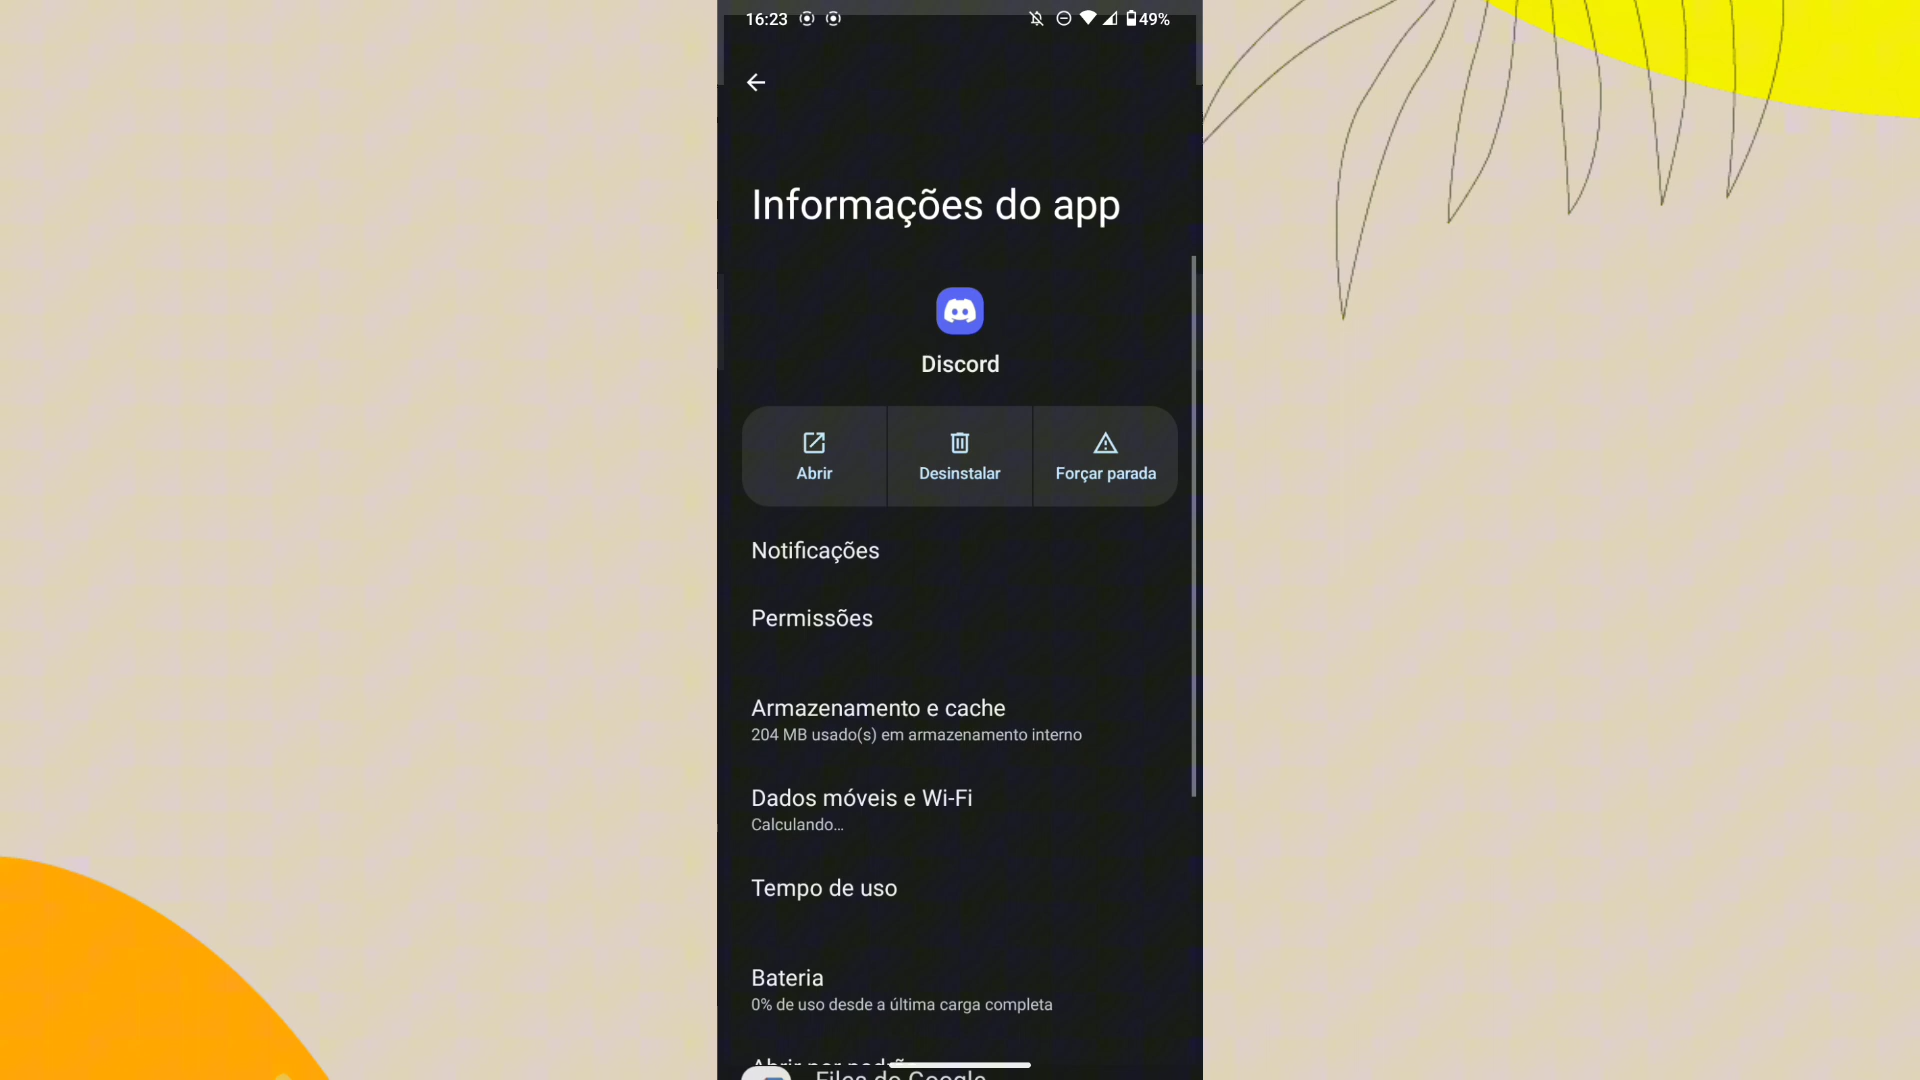 16:23
49%
Informações do app
Discord
Abrir
Desinstalar
Forçar parada
Notificações
Permissões
Armazenamento e cache
204 MB usado(s) em armazenamento interno
Dados móveis e Wi-Fi
Calculando…
Tempo de uso
Bateria
0% de uso desde a última carga completa
Abrir por padrão
Files do Google